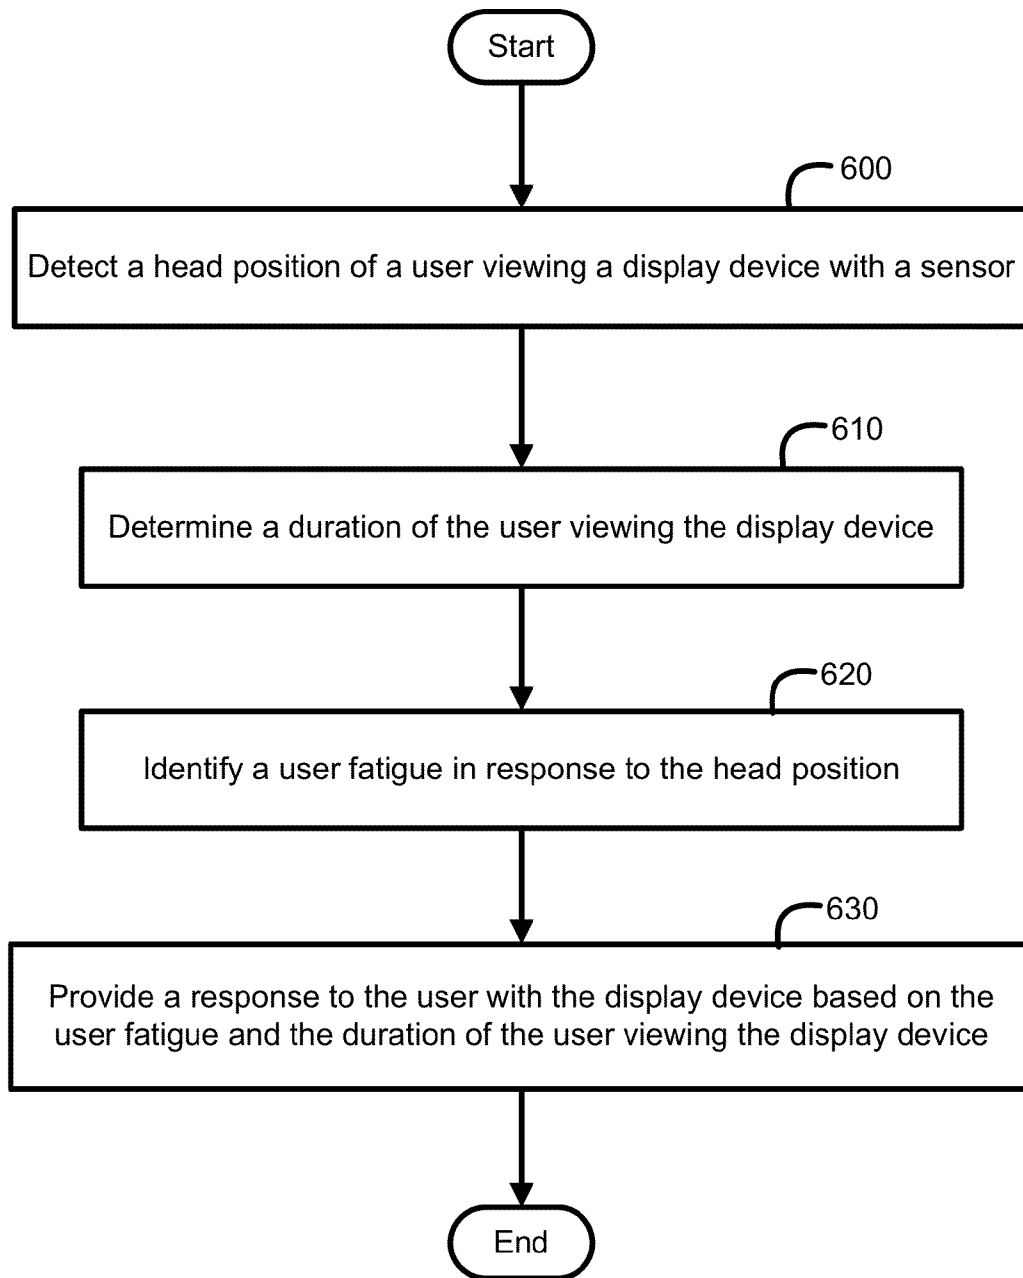 Start
600
Detect a head position of a user viewing a display device with a sensor
610
Determine a duration of the user viewing the display device
620
Identify a user fatigue in response to the head position
630
Provide a response to the user with the display device based on the
user fatigue and the duration of the user viewing the display device
End